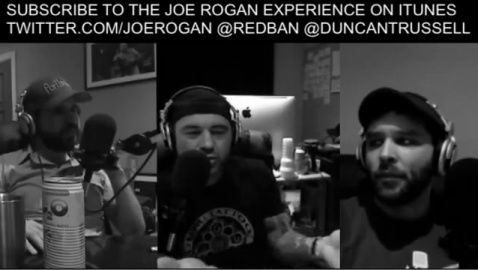 SUBSCRIBE TO THE JOE ROGAN EXPERIENCE ON ITUNES
TWITTER.COM/JOEROGAN @REDBAN @DUNCANTRUSSELL